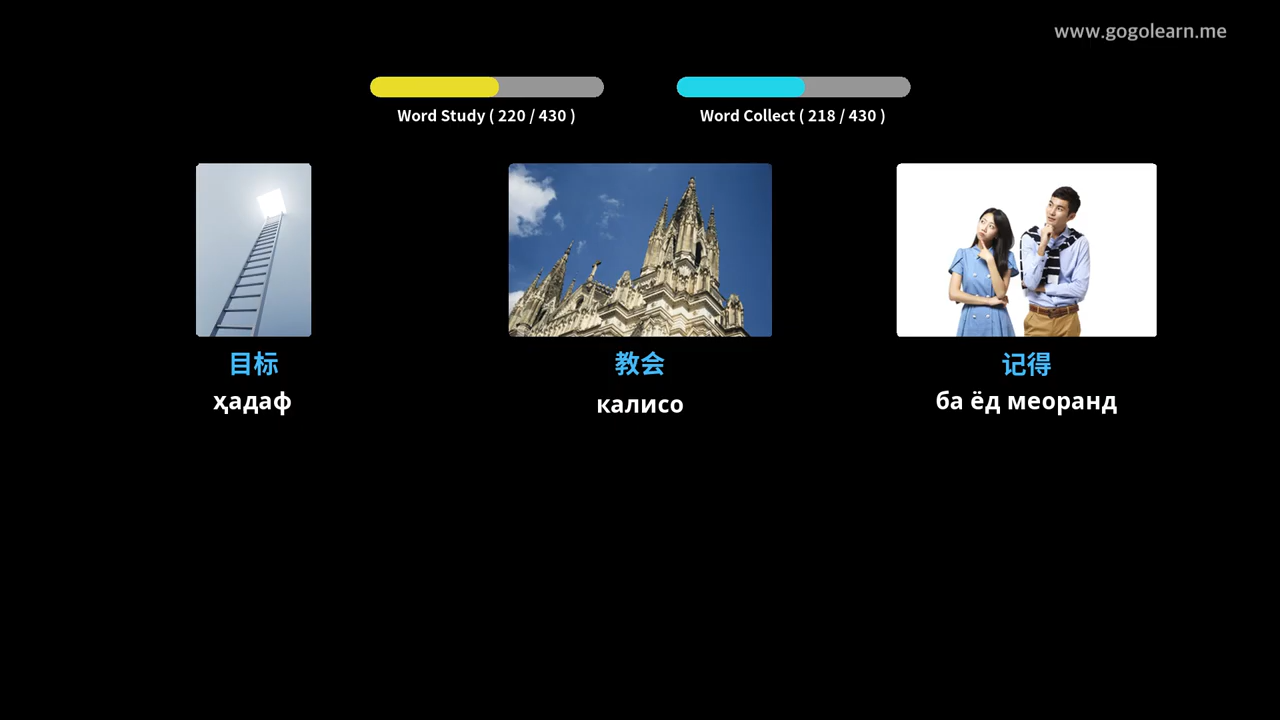 www.gogolearn.me
Word Study ( 220 / 430 )
Word Collect ( 218 / 430 )
目标
教会
记得
ҳадаф
калисо
ба ёд меоранд